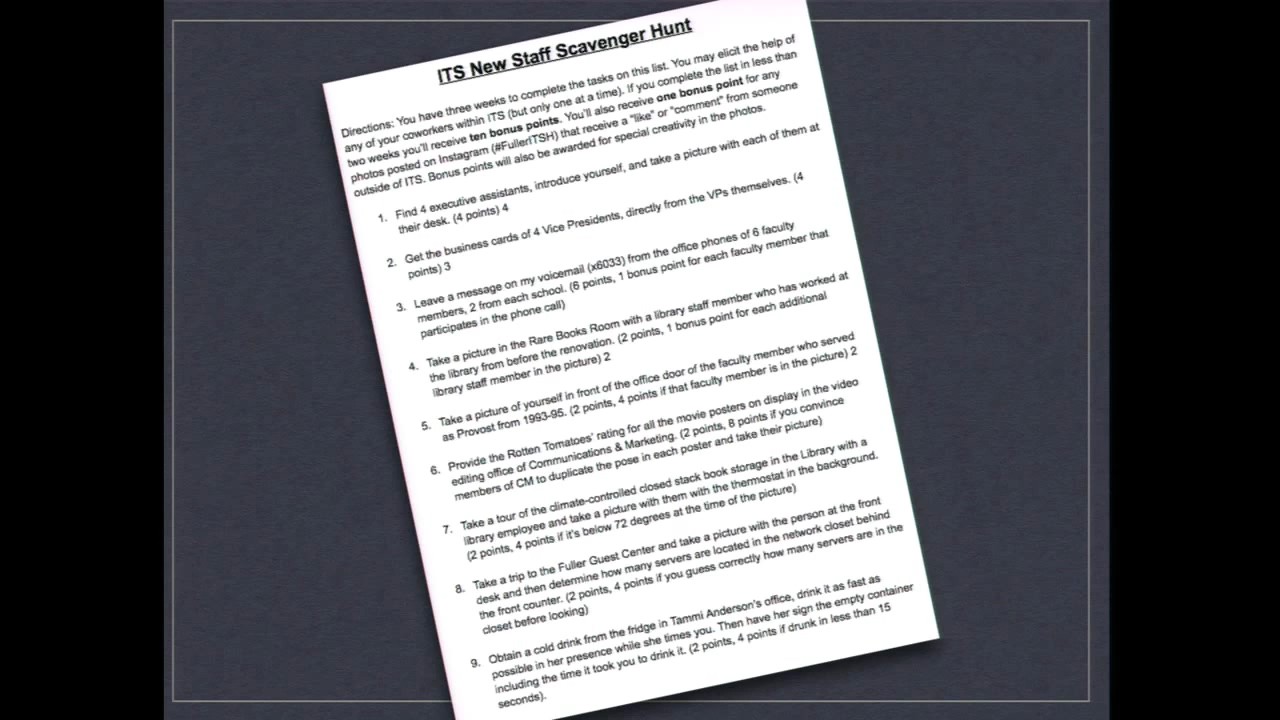 ITS New Staff Scavenger Hunt
Directions: You have three weeks to complete the tasks on this list. You may elicit the help of
any of your coworkers within ITS (but only one at a time). If you complete the list in less than
two weeks you'll receive ten bonus points. You'll also receive one bonus point for any
photos posted on Instagram (#FullerITSH) that receive a "like" or "comment" from someone
outside of ITS. Bonus points will also be awarded for special creativity in the photos.
1. Find 4 executive assistants, introduce yourself, and take a picture with each of them at
their desk. (4 points) 4
2. Get the business cards of 4 Vice Presidents, directly from the VPs themselves. (4
points) 3
3. Leave a message on my voicemail (x6033) from the office phones of 6 faculty
members, 2 from each school. (6 points, 1 bonus point for each faculty member that
participates in the phone call)
4. Take a picture in the Rare Books Room with a library staff member who has worked at
the library from before the renovation. (2 points, 1 bonus point for each additional
library staff member in the picture) 2
5. Take a picture of yourself in front of the office door of the faculty member who served
as Provost from 1993-95. (2 points, 4 points if that faculty member is in the picture) 2
6. Provide the Rotten Tomatoes' rating for all the movie posters on display in the video
editing office of Communications & Marketing. (2 points, 8 points if you convince
members of CM to duplicate the pose in each poster and take their picture)
7. Take a tour of the climate-controlled closed stack book storage in the Library with a
library employee and take a picture with them with the thermostat in the background.
(2 points, 4 points if it's below 72 degrees at the time of the picture)
8. Take a trip to the Fuller Guest Center and take a picture with the person at the front
desk and then determine how many servers are located in the network closet behind
the front counter. (2 points, 4 points if you guess correctly how many servers are in the
closet before looking)
9. Obtain a cold drink from the fridge in Tammi Anderson's office, drink it as fast as
possible in her presence while she times you. Then have her sign the empty container
including the time it took you to drink it. (2 points, 4 points if drunk in less than 15
seconds).